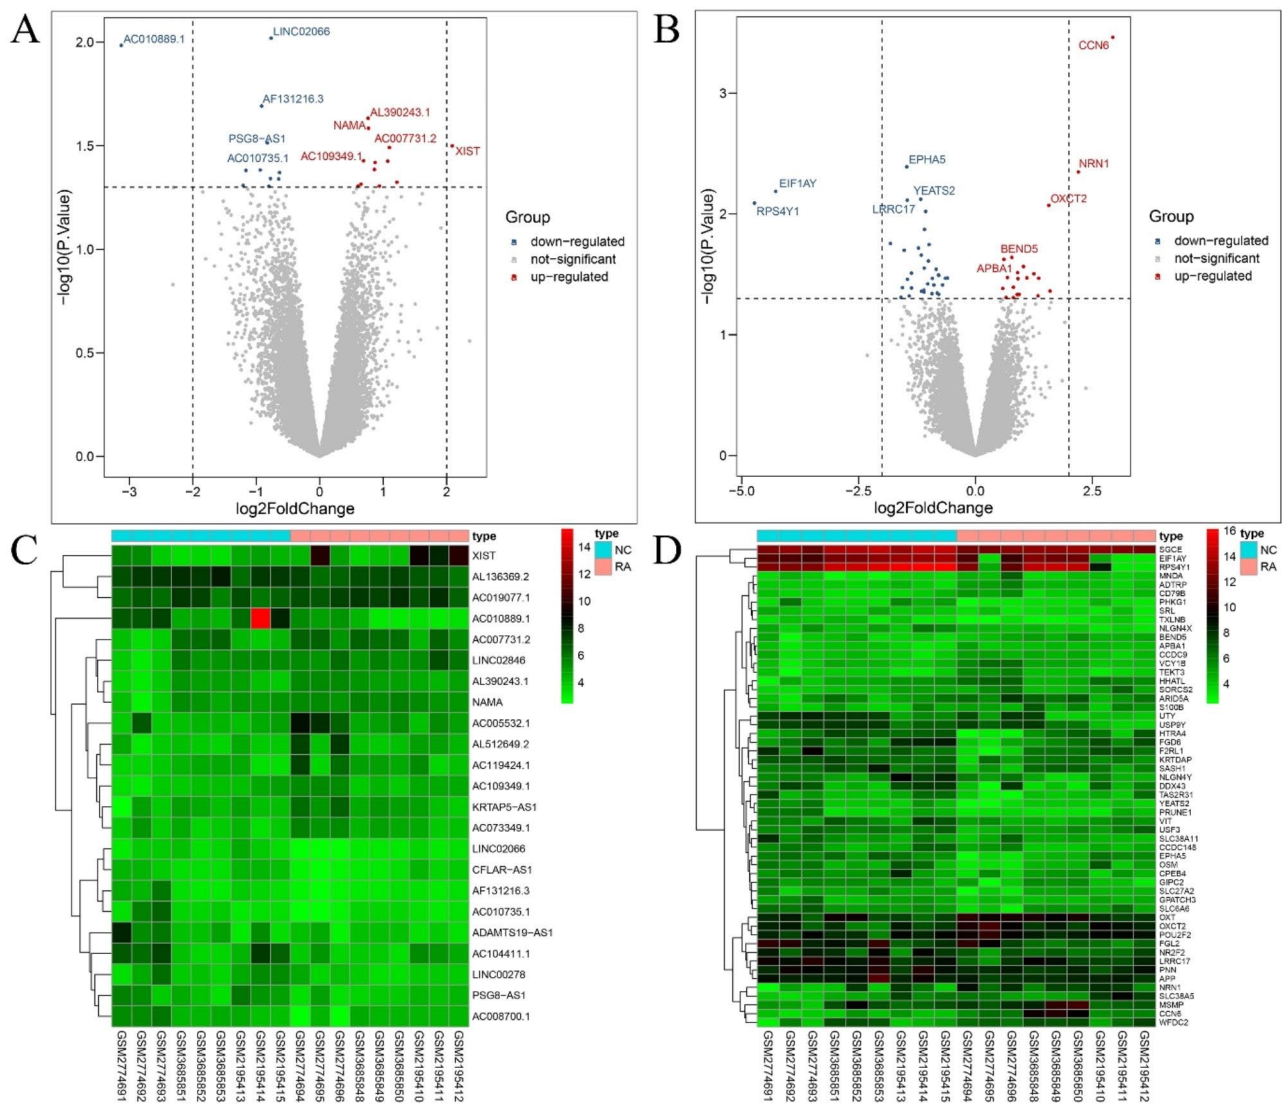 A
2.0
1.5
1.0
0.5
0.0
−log10(P.Value)
AC010889.1
LINC02066
AF131216.3
AL390243.1
NAMA
PSG8−AS1
AC007731.2
AC010735.1
AC109349.1
XIST
−3
−2
−1
0
1
2
log2FoldChange
Group
down-regulated
not-significant
up-regulated
B
3
2
1
0
−log10(P.Value)
CCN6
EPHA5
NRN1
EIF1AY
YEATS2
RPS4Y1
LRRC17
OXCT2
BEND5
APBA1
−5.0
−2.5
0.0
2.5
log2FoldChange
Group
down-regulated
not-significant
up-regulated
C
type
XIST
AL136369.2
AC019077.1
AC010889.1
AC007731.2
LINC02846
AL390243.1
NAMA
AC005532.1
AL512649.2
AC119424.1
AC109349.1
KRTAP5−AS1
AC073349.1
LINC02066
CFLAR−AS1
AF131216.3
AC010735.1
ADAMTS19−AS1
AC104411.1
LINC00278
PSG8−AS1
AC008700.1
14
12
10
8
6
4
type
NC
RA
GSM2774691
GSM2774692
GSM2774693
GSM3685851
GSM3685852
GSM3685853
GSM2195413
GSM2195414
GSM2195415
GSM2774694
GSM2774695
GSM2774696
GSM3685848
GSM3685849
GSM3685850
GSM2195410
GSM2195411
GSM2195412
D
type
SGCE
EIF1AY
RPS4Y1
MNDA
ADTRP
CD79B
PHKG1
SRL
TXLNB
NLGN4X
BEND5
APBA1
CCDC9
VCY1B
TEKT3
HHATL
SORCS2
ARID5A
S100B
UTY
USP9Y
HTRA4
FGD6
F2RL1
KRTDAP
SASH1
NLGN4Y
DDX43
TAS2R31
YEATS2
PRUNE1
VIT
USF3
SLC38A11
CCDC148
EPHA5
OSM
CPEB4
GIPC2
SLC27A2
GPATCH3
SLC6A6
OXT
OXCT2
POU2F2
FGL2
NR2F2
LRRC17
PNN
APP
NRN1
SLC38A5
MSMP
CCN6
WFDC2
16
14
12
10
8
6
4
type
NC
RA
GSM2774691
GSM2774692
GSM2774693
GSM3685851
GSM3685852
GSM3685853
GSM2195413
GSM2195414
GSM2195415
GSM2774694
GSM2774695
GSM2774696
GSM3685848
GSM3685849
GSM3685850
GSM2195410
GSM2195411
GSM2195412